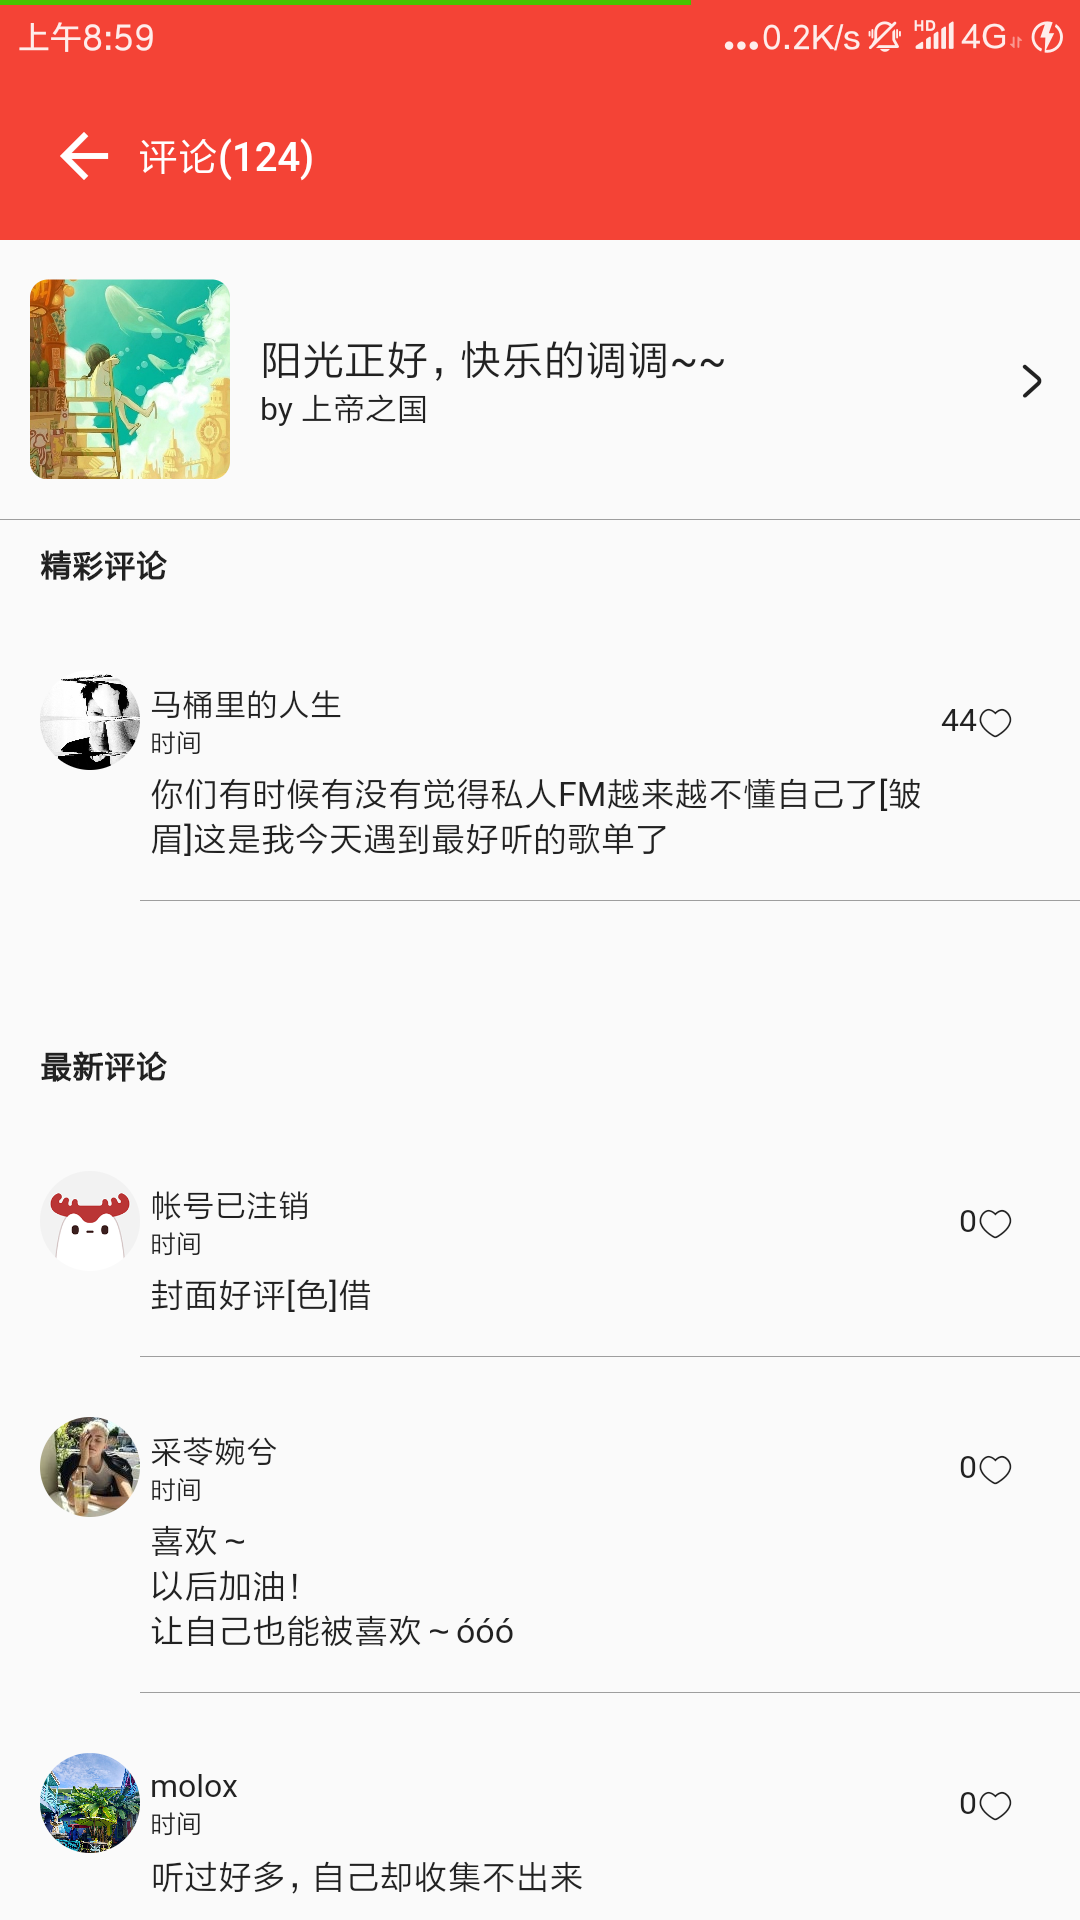 上午8:59
...0.2K/s HD 4G
评论(124)
阳光正好，快乐的调调~~
by 上帝之国
精彩评论
马桶里的人生
时间
44
你们有时候有没有觉得私人FM越来越不懂自己了[皱
眉]这是我今天遇到最好听的歌单了
最新评论
帐号已注销
时间
0
封面好评[色]借
采苓婉兮
时间
0
喜欢～
以后加油！
让自己也能被喜欢～óóó
molox
时间
0
听过好多，自己却收集不出来